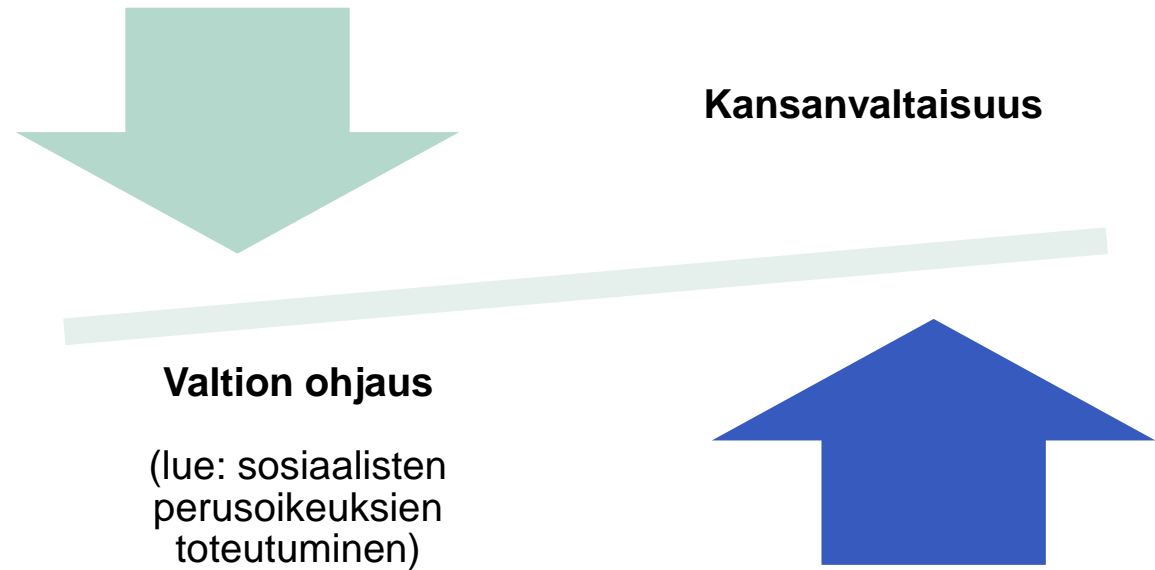 Kansanvaltaisuus
Valtion ohjaus
(lue: sosiaalisten
perusoikeuksien
toteutuminen)